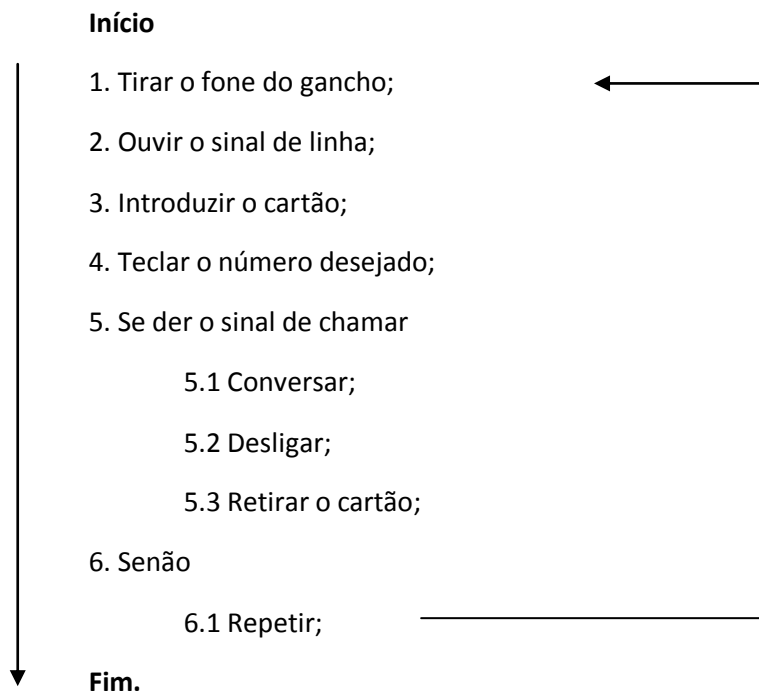 Início
1. Tirar o fone do gancho;
2. Ouvir o sinal de linha;
3. Introduzir o cartão;
4. Teclar o número desejado;
5. Se der o sinal de chamar
5.1 Conversar;
5.2 Desligar;
5.3 Retirar o cartão;
6. Senão
6.1 Repetir;
Fim.